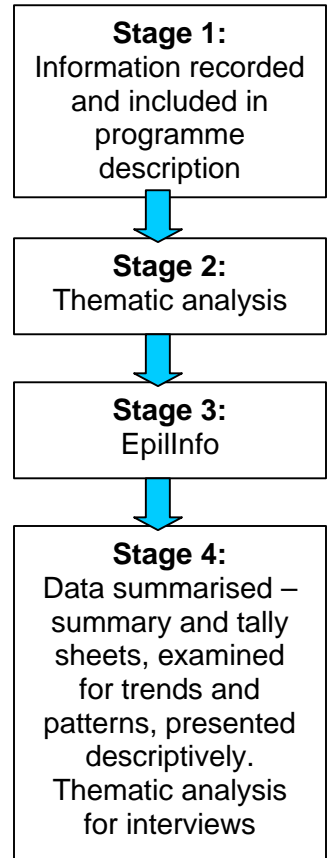 Stage 1:
Information recorded
and included in
programme
description
Stage 2:
Thematic analysis
Stage 3:
EpilInfo
Stage 4:
Data summarised –
summary and tally
sheets, examined
for trends and
patterns, presented
descriptively.
Thematic analysis
for interviews